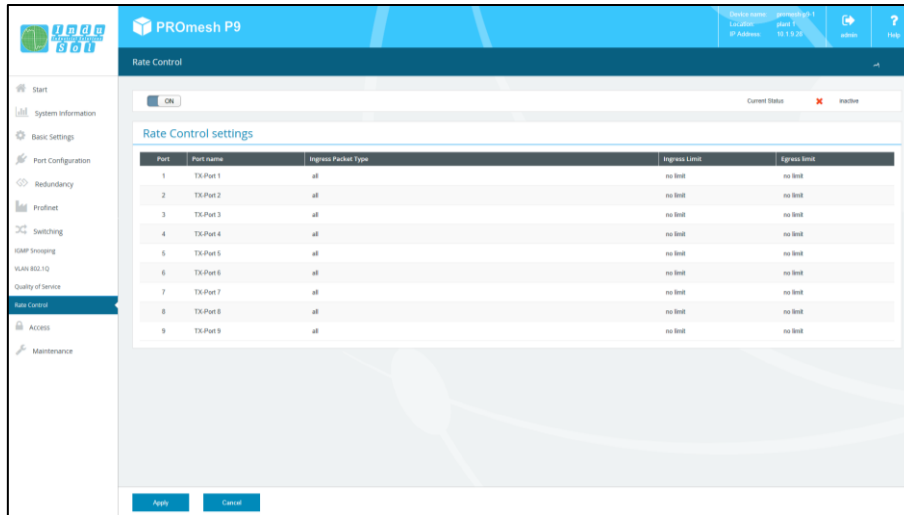 Indu
Sol
PROmesh P9
Device name: promesh-p9-1
Location: plant 1
IP Address: 10.1.9.20
admin
Help
Rate Control
Start
System Information
Basic Settings
Port Configuration
Redundancy
Profinet
Switching
IGMP Snooping
VLAN 802.1Q
Quality of Service
Rate Control
Access
Maintenance
ON
Current Status inactive
Rate Control settings
Port Port name Ingress Packet Type Ingress Limit Egress limit
1 TX-Port 1 all no limit no limit
2 TX-Port 2 all no limit no limit
3 TX-Port 3 all no limit no limit
4 TX-Port 4 all no limit no limit
5 TX-Port 5 all no limit no limit
6 TX-Port 6 all no limit no limit
7 TX-Port 7 all no limit no limit
8 TX-Port 8 all no limit no limit
9 TX-Port 9 all no limit no limit
Apply Cancel